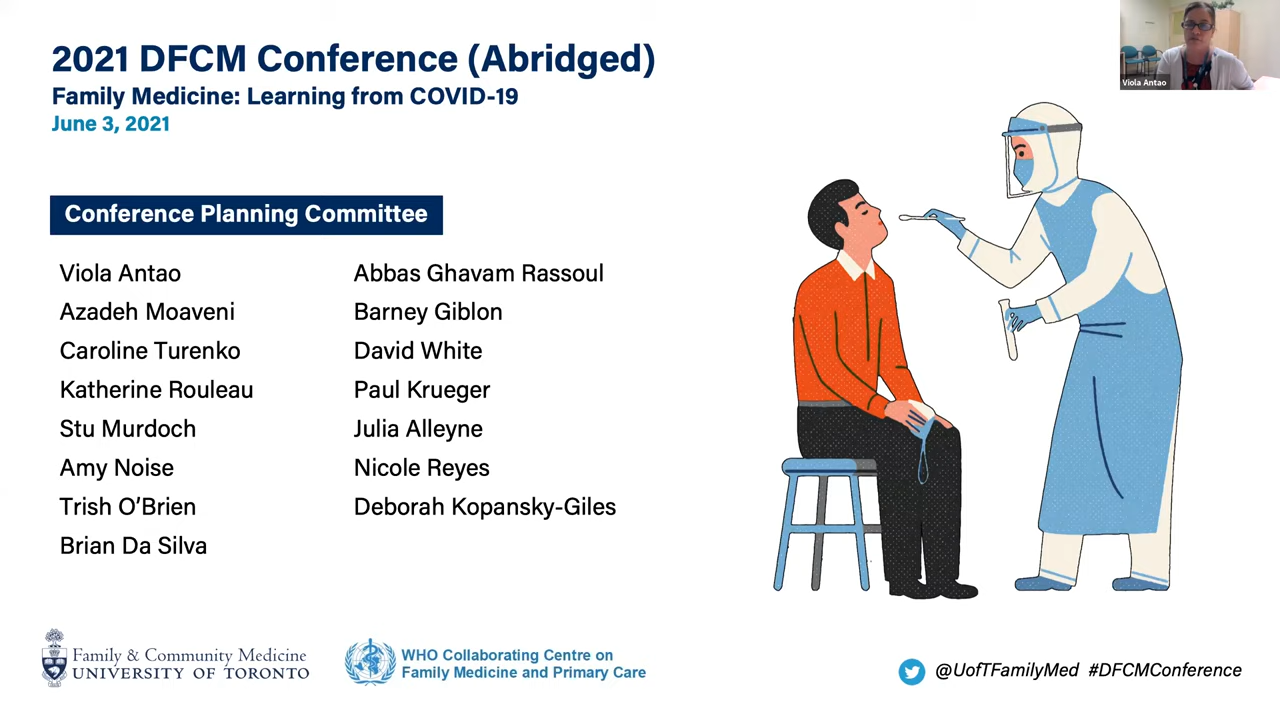 2021 DFCM Conference (Abridged)
Family Medicine: Learning from COVID-19
June 3, 2021
Viola Antao
Conference Planning Committee
Viola Antao
Azadeh Moaveni
Caroline Turenko
Katherine Rouleau
Stu Murdoch
Amy Noise
Trish O’Brien
Brian Da Silva
Abbas Ghavam Rassoul
Barney Giblon
David White
Paul Krueger
Julia Alleyne
Nicole Reyes
Deborah Kopansky-Giles
Family & Community Medicine
UNIVERSITY OF TORONTO
WHO Collaborating Centre on
Family Medicine and Primary Care
@UofTFamilyMed #DFCMConference